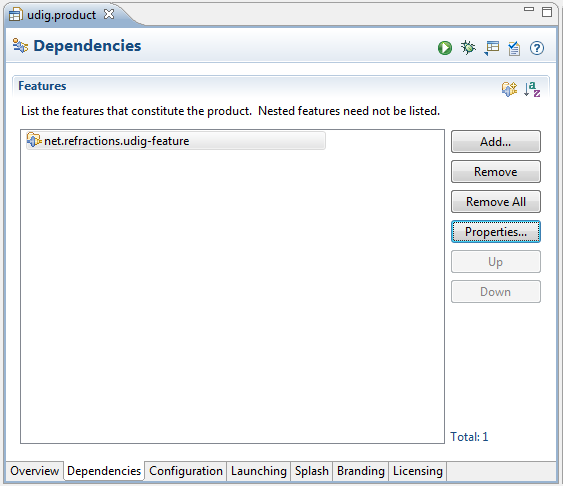 udig.product
Dependencies
Features
List the features that constitute the product. Nested features need not be listed.
net.refractions.udig-feature
Add...
Remove
Remove All
Properties...
Up
Down
Total: 1
Overview Dependencies Configuration Launching Splash Branding Licensing